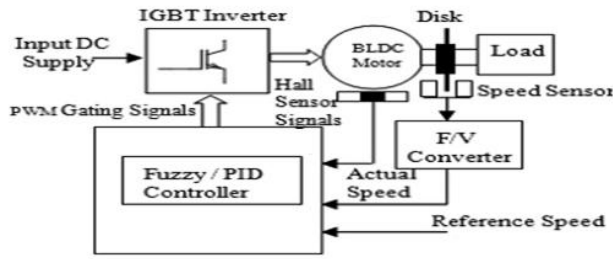 IGBT Inverter
Disk
Input DC
Supply
BLDC
Motor
Load
PWM Gating Signals
Hall
Sensor
Signals
Speed Sensor
F/V
Converter
Fuzzy / PID
Controller
Actual
Speed
Reference Speed